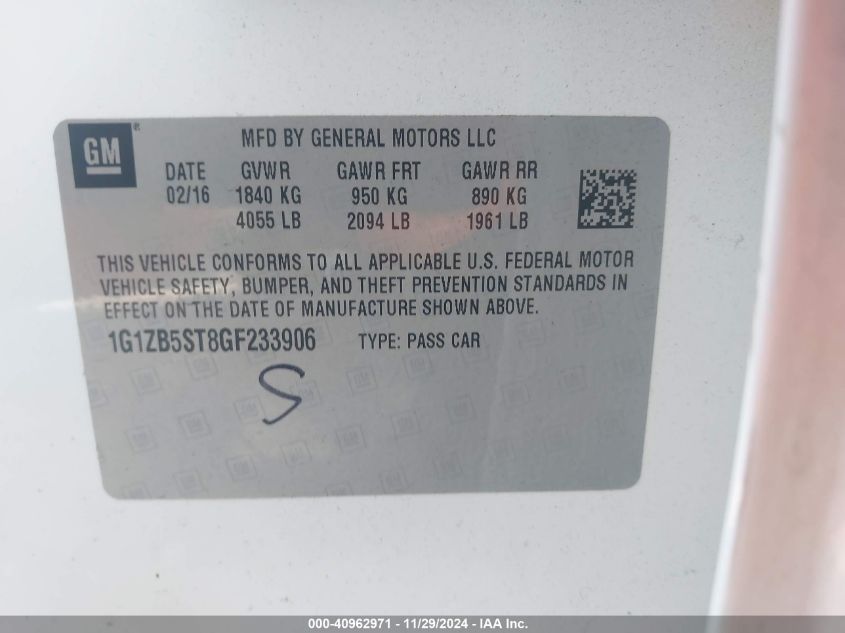 GM
MFD BY GENERAL MOTORS LLC
DATE GVWR GAWR FRT GAWR RR
02/16 1840 KG 950 KG 890 KG
4055 LB 2094 LB 1961 LB
THIS VEHICLE CONFORMS TO ALL APPLICABLE U.S. FEDERAL MOTOR
VEHICLE SAFETY, BUMPER, AND THEFT PREVENTION STANDARDS IN
EFFECT ON THE DATE OF MANUFACTURE SHOWN ABOVE.
1G1ZB5ST8GF233906 TYPE: PASS CAR
S
000-40962971 - 11/29/2024 - IAA Inc.